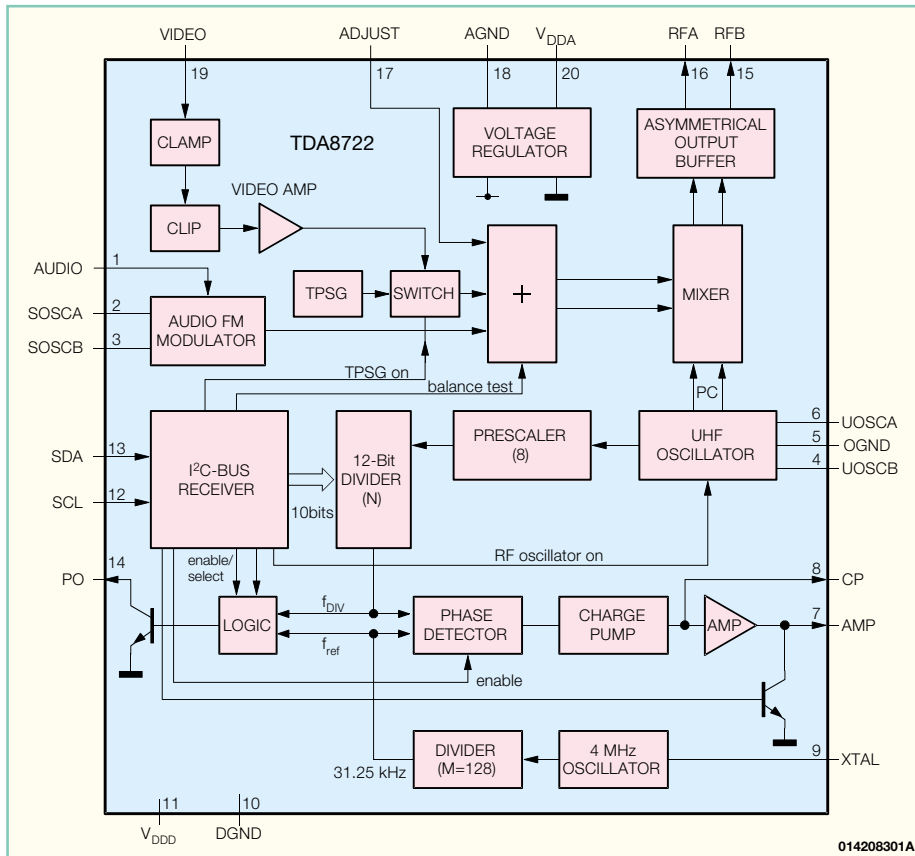 VIDEO
ADJUST
AGND
VDDA
RFA
RFB
19
17
18
20
16
15
CLAMP
TDA8722
VOLTAGE
REGULATOR
ASYMMETRICAL
OUTPUT
BUFFER
VIDEO AMP
CLIP
AUDIO
1
TPSG
SWITCH
+
MIXER
SOSCA
2
AUDIO FM
MODULATOR
SOSCB
3
TPSG on
balance test
PC
SDA
13
SCL
12
I²C-BUS
RECEIVER
10bits
12-Bit
DIVIDER
(N)
PRESCALER
(8)
UHF
OSCILLATOR
6
UOSCA
5
OGND
4
UOSCB
RF oscillator on
14
PO
enable/
select
LOGIC
fDIV
fref
PHASE
DETECTOR
CHARGE
PUMP
AMP
8
CP
7
AMP
enable
31.25 kHz
DIVIDER
(M=128)
4 MHz
OSCILLATOR
9
XTAL
11
10
VDDD
DGND
014208301A